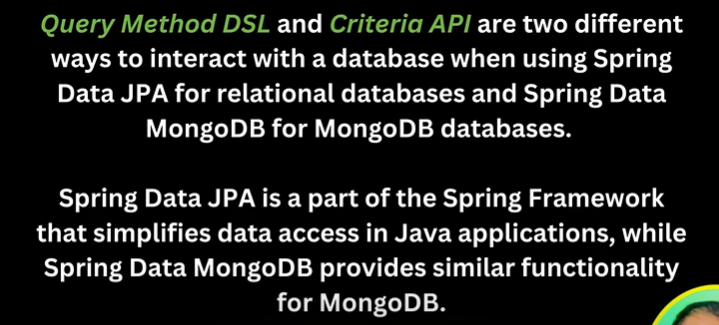 Query Method DSL and Criteria API are two different
ways to interact with a database when using Spring
Data JPA for relational databases and Spring Data
MongoDB for MongoDB databases.
Spring Data JPA is a part of the Spring Framework
that simplifies data access in Java applications, while
Spring Data MongoDB provides similar functionality
for MongoDB.